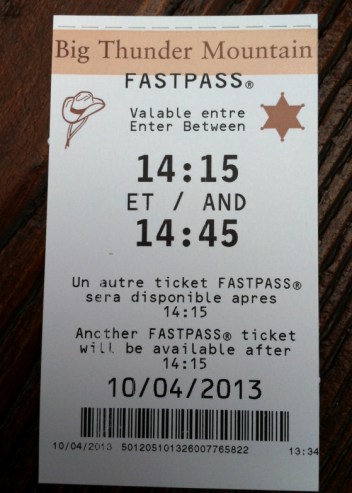 Big Thunder Mountain
FASTPASS®
Valable entre
Enter Between
14:15
ET / AND
14:45
Un autre ticket FASTPASS®
sera disponible apres
14:15
Another FASTPASS® ticket
will be available after
14:15
10/04/2013
10/04/2013 501205101326007765822 13:34